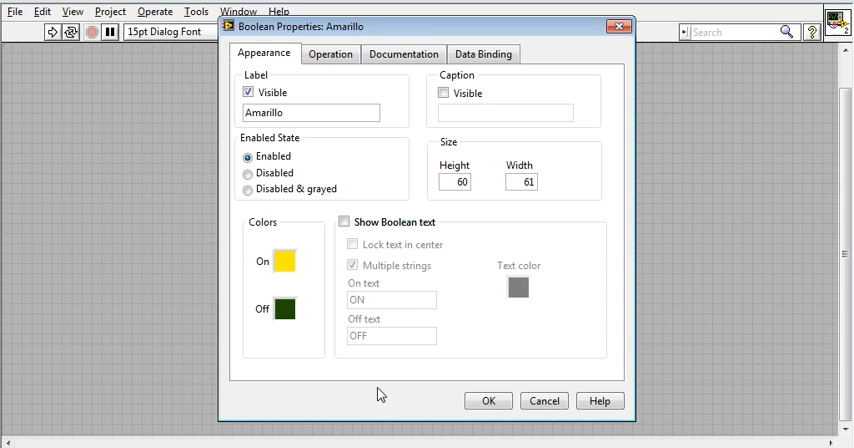 File Edit View Project Operate Tools Window Help
15pt Dialog Font
Search
2
Boolean Properties: Amarillo
Appearance Operation Documentation Data Binding
Label
Visible
Amarillo
Caption
Visible
Enabled State
Enabled
Disabled
Disabled & grayed
Size
Height Width
60 61
Colors
On
Off
Show Boolean text
Lock text in center
Multiple strings
On text
ON
Off text
OFF
Text color
OK Cancel Help